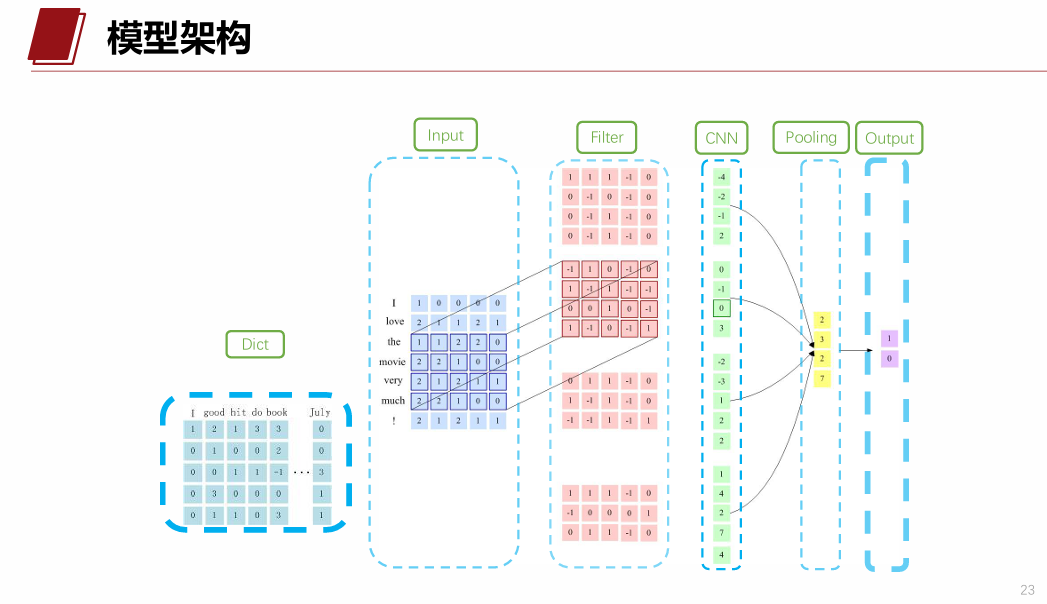 模型架构
Input
Filter
CNN
Pooling
Output
1 1 1 -1 0
0 -1 0 -1 0
0 -1 1 -1 0
0 -1 1 -1 0
-1 1 0 -1 0
1 -1 1 -1 -1
0 0 1 0 -1
1 -1 0 -1 1
0 1 1 -1 0
1 -1 1 -1 0
-1 -1 1 -1 1
1 1 1 -1 0
-1 0 0 0 1
0 1 1 -1 0
I 1 0 0 0 0
love 2 1 1 2 1
the 1 1 2 2 0
movie 2 2 1 0 0
very 2 1 2 1 1
much 2 2 1 0 0
! 2 1 2 1 1
-4
-2
-1
2
0
-1
0
3
-2
-3
1
2
2
1
4
2
7
4
2
3
2
7
1
0
Dict
I good hit do book July
1 2 1 3 3 0
0 1 0 0 2 0
0 0 1 1 -1 ··· 3
0 3 0 0 0 1
0 1 1 0 3 1
23